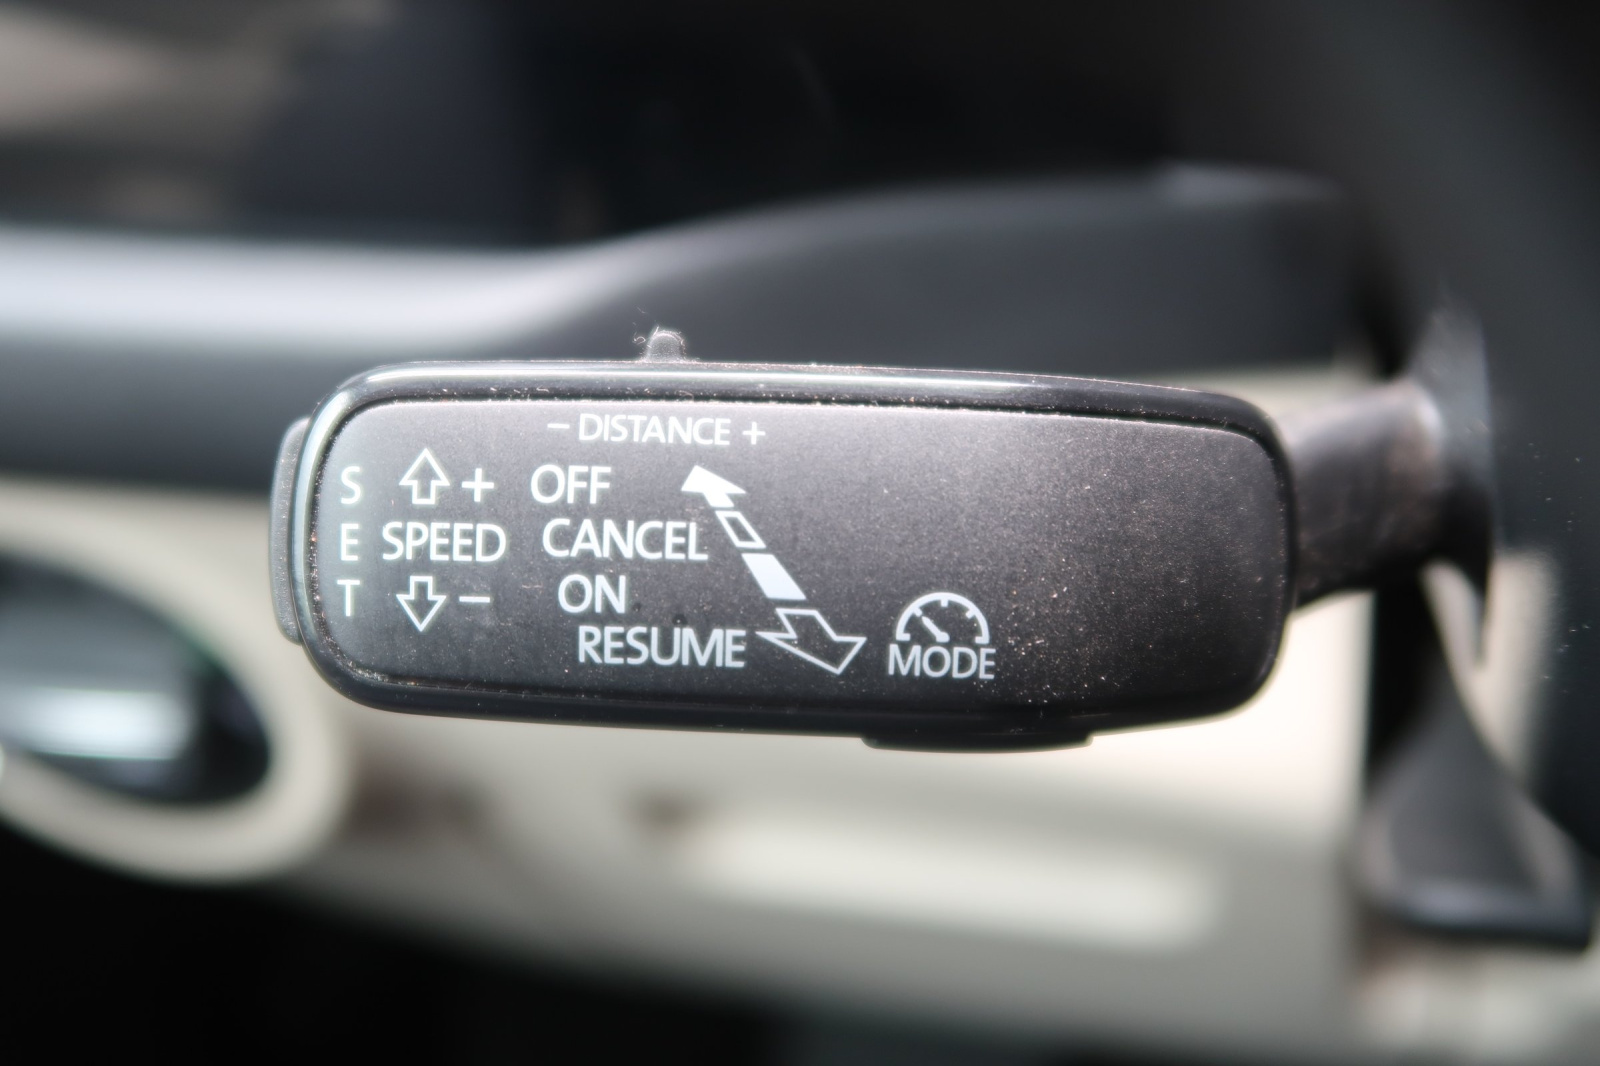 - DISTANCE +
S + OFF
E SPEED CANCEL
T - ON
RESUME
MODE